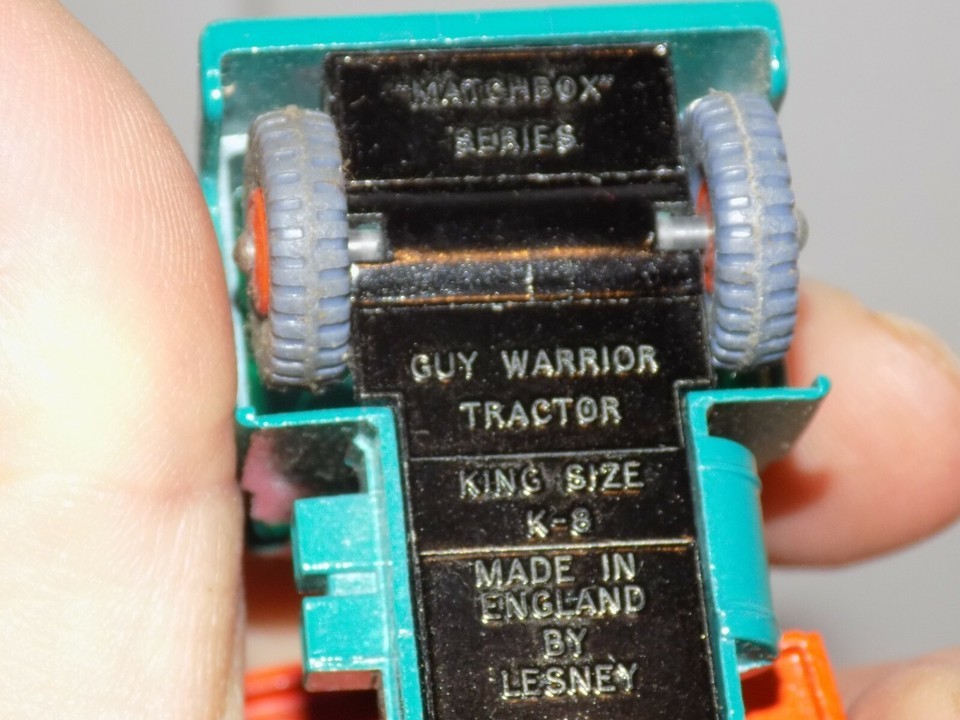 "MATCHBOX"
SERIES
GUY WARRIOR
TRACTOR
KING SIZE
K-8
MADE IN
ENGLAND
BY
LESNEY